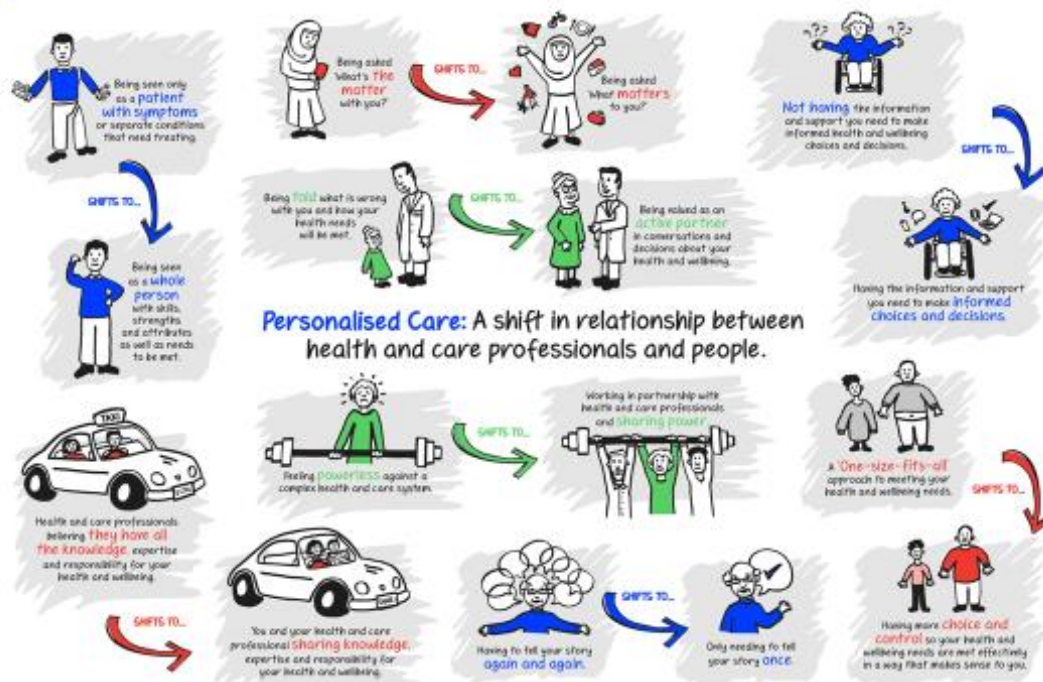 Being seen only
as a patient
with symptoms
or separate conditions
that need treating.
SHIFTS TO...
Being seen
as a whole
person
with skills,
strengths
and attributes
as well as needs
to be met.
Being asked
'What's the
matter
with you?'
SHIFTS TO...
Being asked
'What matters
to you?'
???
???
Not having the information
and support you need to make
informed health and wellbeing
choices and decisions.
SHIFTS TO...
Having the information and support
you need to make informed
choices and decisions.
Being told what is wrong
with you and how your
health needs
will be met.
SHIFTS TO...
Being valued as an
active partner
in conversations and
decisions about your
health and wellbeing.
Personalised Care: A shift in relationship between
health and care professionals and people.
TAXI
Health and care professionals
believing they have all
the knowledge, expertise
and responsibility for your
health and wellbeing.
SHIFTS TO...
You and your health and care
professional sharing knowledge,
expertise and responsibility for
your health and wellbeing.
Feeling powerless against a
complex health and care system.
SHIFTS TO...
Working in partnership with
health and care professionals
and sharing power.
Having to tell your story
again and again.
SHIFTS TO...
Only needing to tell
your story once.
A 'One-size-fits-all'
approach to meeting your
health and wellbeing needs.
SHIFTS TO...
Having more choice and
control so your health and
wellbeing needs are met effectively
in a way that makes sense to you.